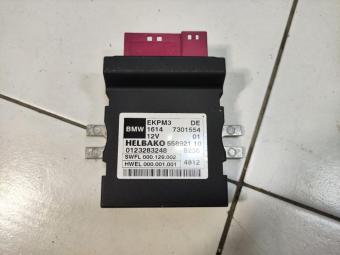 EKPM3 DE
BMW 1614 7301554
12V 01
HELBAKO 558921 10
0123283248
SWFL 000.129.002
HWEL 000.001.001 4812